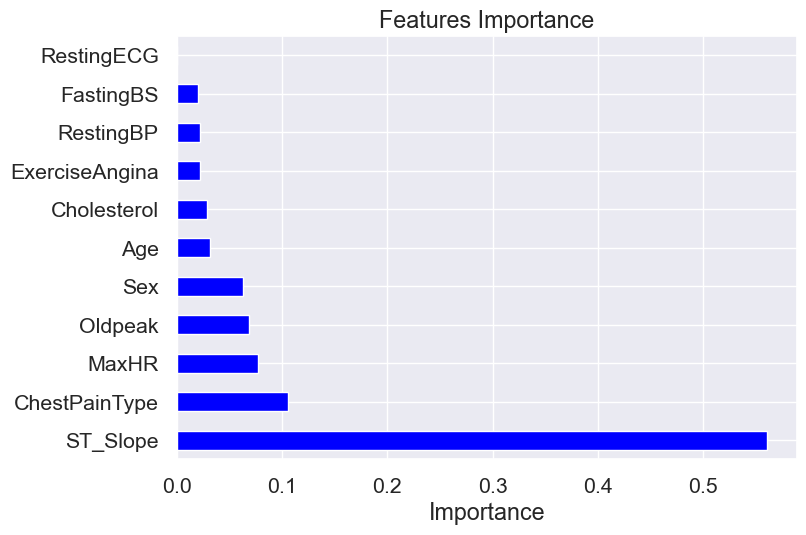 Features Importance
RestingECG
FastingBS
RestingBP
ExerciseAngina
Cholesterol
Age
Sex
Oldpeak
MaxHR
ChestPainType
ST_Slope
0.0 0.1 0.2 0.3 0.4 0.5
Importance